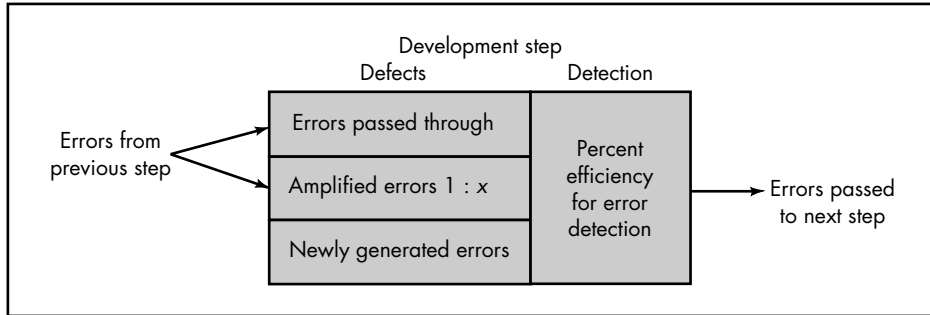 Development step
Defects
Detection
Errors from
previous step
Errors passed through
Amplified errors 1 : x
Newly generated errors
Percent
efficiency
for error
detection
Errors passed
to next step